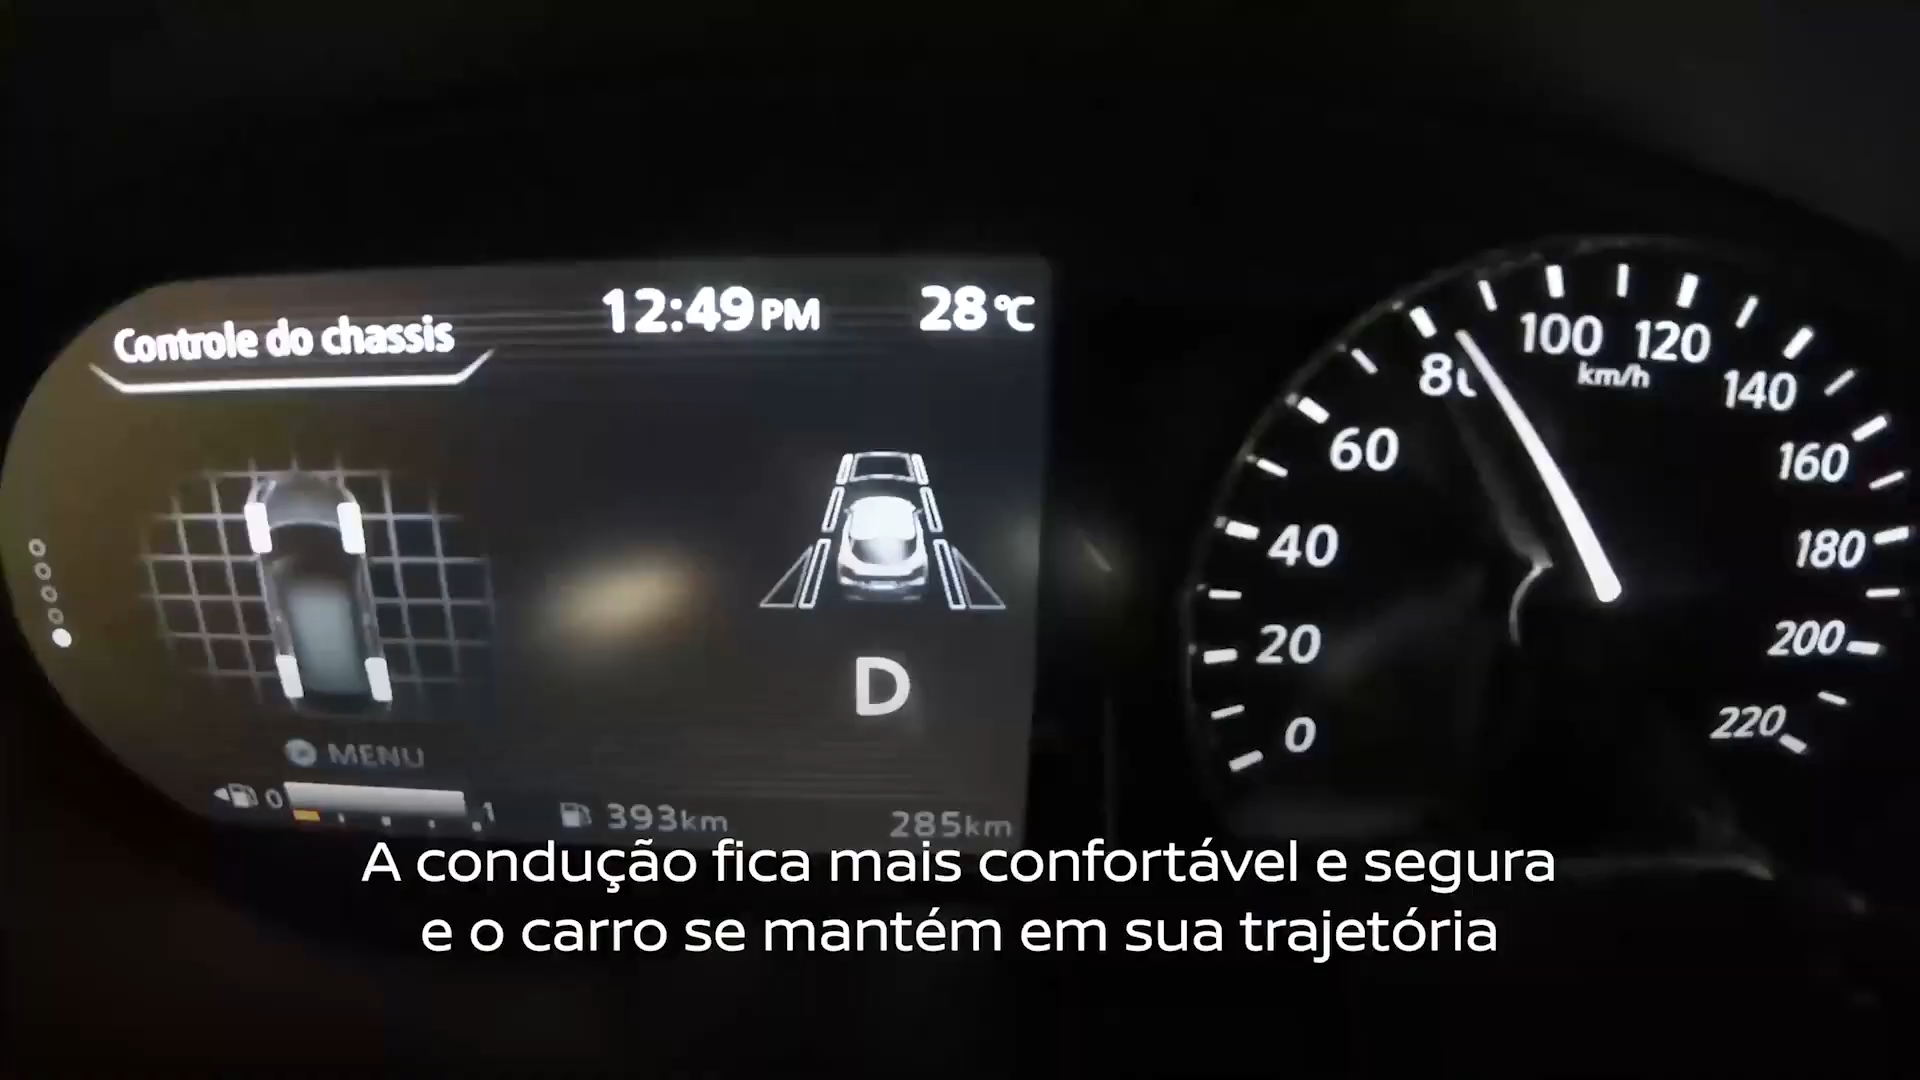 Controle do chassis
12:49 PM
28°C
D
MENU
0
1
393km
285km
0
20
40
60
80
100
120
140
160
180
200
220
km/h
A condução fica mais confortável e segura
e o carro se mantém em sua trajetória